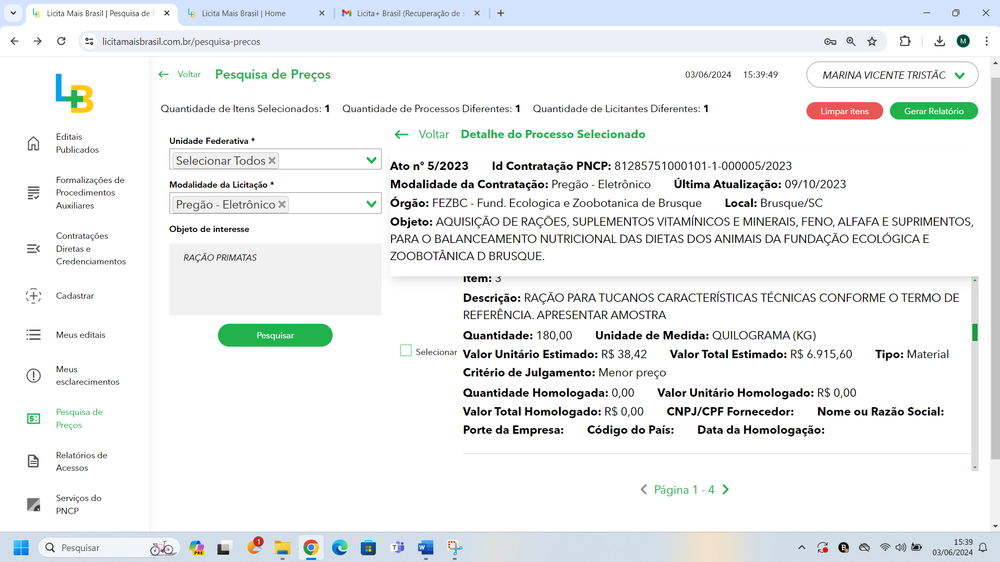 Licita Mais Brasil | Pesquisa de P
Licita Mais Brasil | Home
Licita+ Brasil (Recuperação de s
licitamaisbrasil.com.br/pesquisa-precos
M
Voltar
Pesquisa de Preços
03/06/2024
15:39:49
MARINA VICENTE TRISTÃC
Quantidade de Itens Selecionados: 1
Quantidade de Processos Diferentes: 1
Quantidade de Licitantes Diferentes: 1
Limpar itens
Gerar Relatório
L+B
Editais
Publicados
Formalizações de
Procedimentos
Auxiliares
Contratações
Diretas e
Credenciamentos
Cadastrar
Meus editais
Meus
esclarecimentos
Pesquisa de
Preços
Relatórios de
Acessos
Serviços do
PNCP
Unidade Federativa *
Selecionar Todos
Modalidade da Licitação *
Pregão - Eletrônico
Objeto de interesse
RAÇÃO PRIMATAS
Pesquisar
Voltar
Detalhe do Processo Selecionado
Ato nº 5/2023 Id Contratação PNCP: 81285751000101-1-000005/2023
Modalidade da Contratação: Pregão - Eletrônico Última Atualização: 09/10/2023
Órgão: FEZBC - Fund. Ecologica e Zoobotanica de Brusque Local: Brusque/SC
Objeto: AQUISIÇÃO DE RAÇÕES, SUPLEMENTOS VITAMÍNICOS E MINERAIS, FENO, ALFAFA E SUPRIMENTOS,
PARA O BALANCEAMENTO NUTRICIONAL DAS DIETAS DOS ANIMAIS DA FUNDAÇÃO ECOLÓGICA E
ZOOBOTÂNICA D BRUSQUE.
Item: 3
Descrição: RAÇÃO PARA TUCANOS CARACTERÍSTICAS TÉCNICAS CONFORME O TERMO DE
REFERÊNCIA. APRESENTAR AMOSTRA
Quantidade: 180,00 Unidade de Medida: QUILOGRAMA (KG)
Selecionar
Valor Unitário Estimado: R$ 38,42 Valor Total Estimado: R$ 6.915,60 Tipo: Material
Critério de Julgamento: Menor preço
Quantidade Homologada: 0,00 Valor Unitário Homologado: R$ 0,00
Valor Total Homologado: R$ 0,00 CNPJ/CPF Fornecedor: Nome ou Razão Social:
Porte da Empresa: Código do País: Data da Homologação:
Página 1 - 4
Pesquisar
PRE
1
15:39
03/06/2024